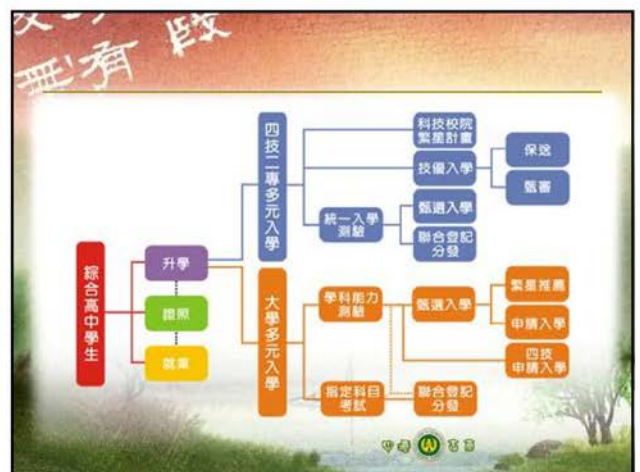 綜合高中學生
升學
證照
就業
四技二專多元入學
科技校院
繁星計畫
技優入學
保送
甄審
統一入學
測驗
甄選入學
聯合登記
分發
大學多元入學
學科能力
測驗
甄選入學
繁星推薦
申請入學
四技
申請入學
指定科目
考試
聯合登記
分發